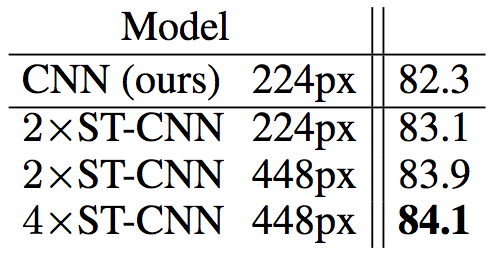 Model
CNN (ours) 224px 82.3
2×ST-CNN 224px 83.1
2×ST-CNN 448px 83.9
4×ST-CNN 448px 84.1